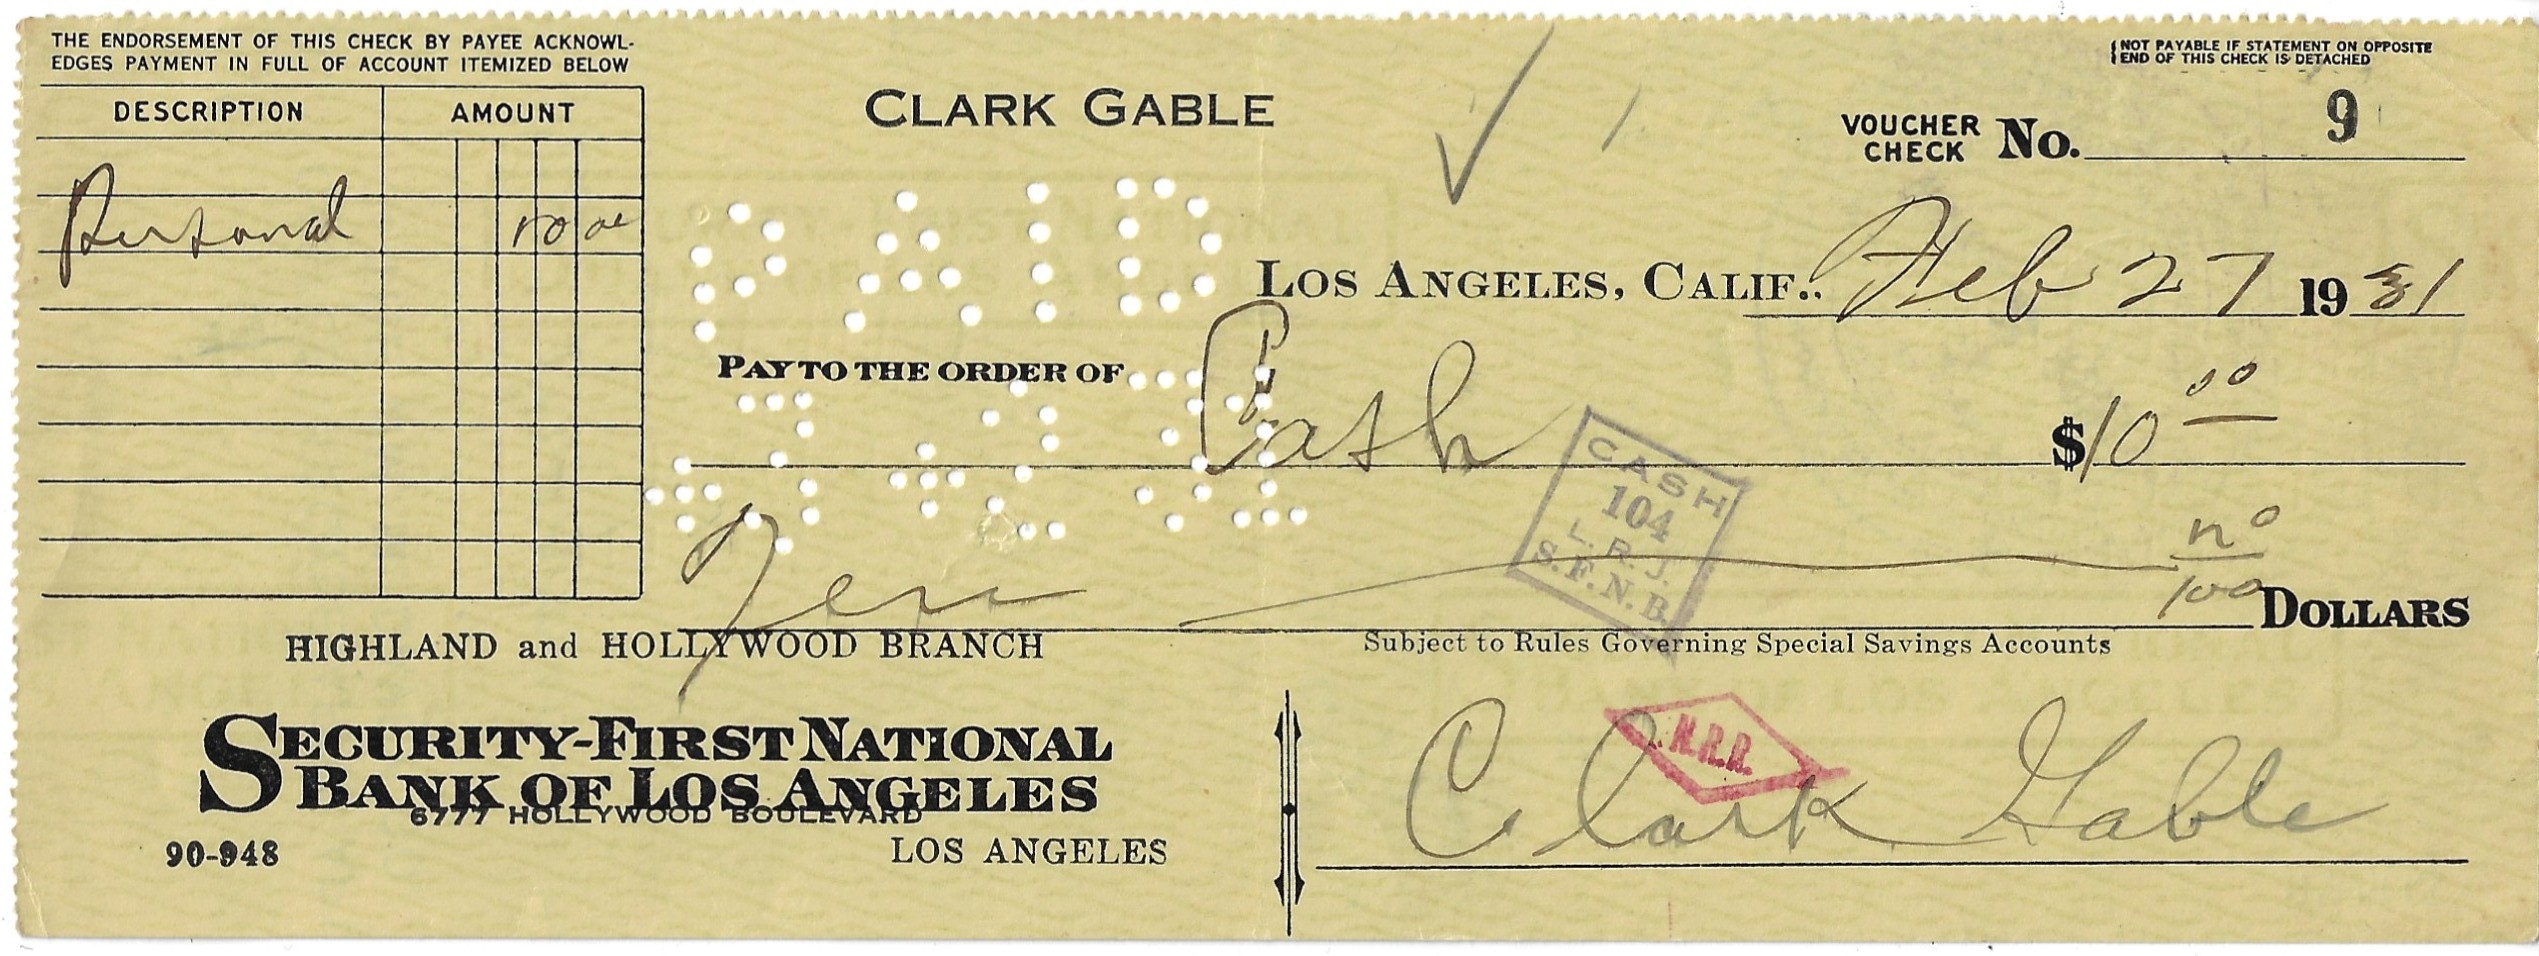 THE ENDORSEMENT OF THIS CHECK BY PAYEE ACKNOWL-
EDGES PAYMENT IN FULL OF ACCOUNT ITEMIZED BELOW
NOT PAYABLE IF STATEMENT ON OPPOSITE
END OF THIS CHECK IS DETACHED
DESCRIPTION AMOUNT
CLARK GABLE
VOUCHER
CHECK No. 9
Personal 10 00
PAID
LOS ANGELES, CALIF., Feb 27 1931
PAY TO THE ORDER OF Cash $10 00
CASH
104
L. R. J.
S.F.N.B.
Ten no/100 DOLLARS
HIGHLAND and HOLLYWOOD BRANCH
Subject to Rules Governing Special Savings Accounts
SECURITY-FIRST NATIONAL
BANK OF LOS ANGELES
6777 HOLLYWOOD BOULEVARD
90-948 LOS ANGELES
H.R.R.
Clark Gable